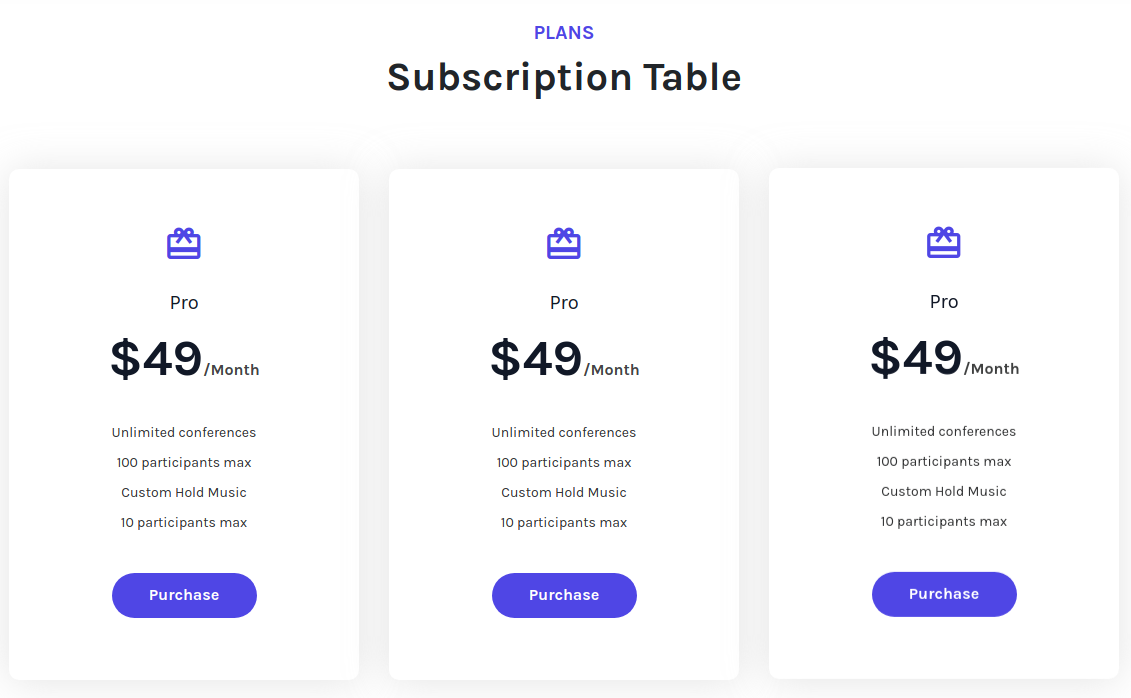 PLANS
Subscription Table
Pro
$49/Month
Unlimited conferences
100 participants max
Custom Hold Music
10 participants max
Purchase
Pro
$49/Month
Unlimited conferences
100 participants max
Custom Hold Music
10 participants max
Purchase
Pro
$49/Month
Unlimited conferences
100 participants max
Custom Hold Music
10 participants max
Purchase